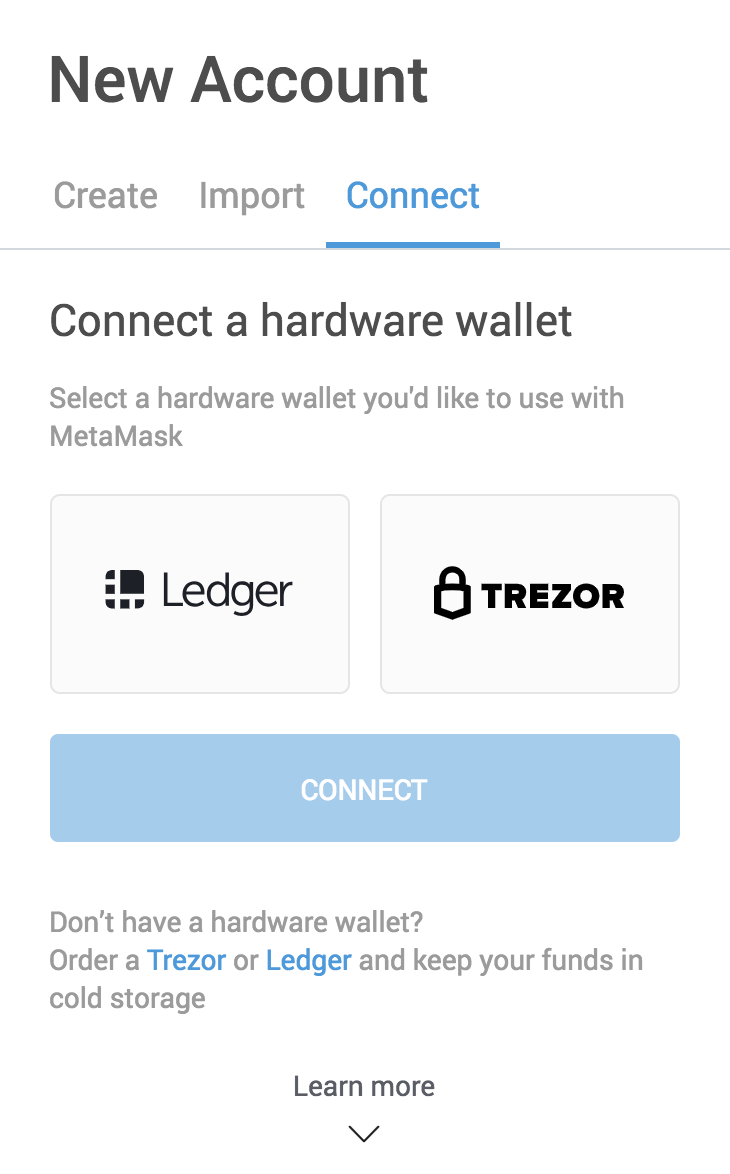 New Account
Create Import Connect
Connect a hardware wallet
Select a hardware wallet you'd like to use with
MetaMask
Ledger TREZOR
CONNECT
Don’t have a hardware wallet?
Order a Trezor or Ledger and keep your funds in
cold storage
Learn more